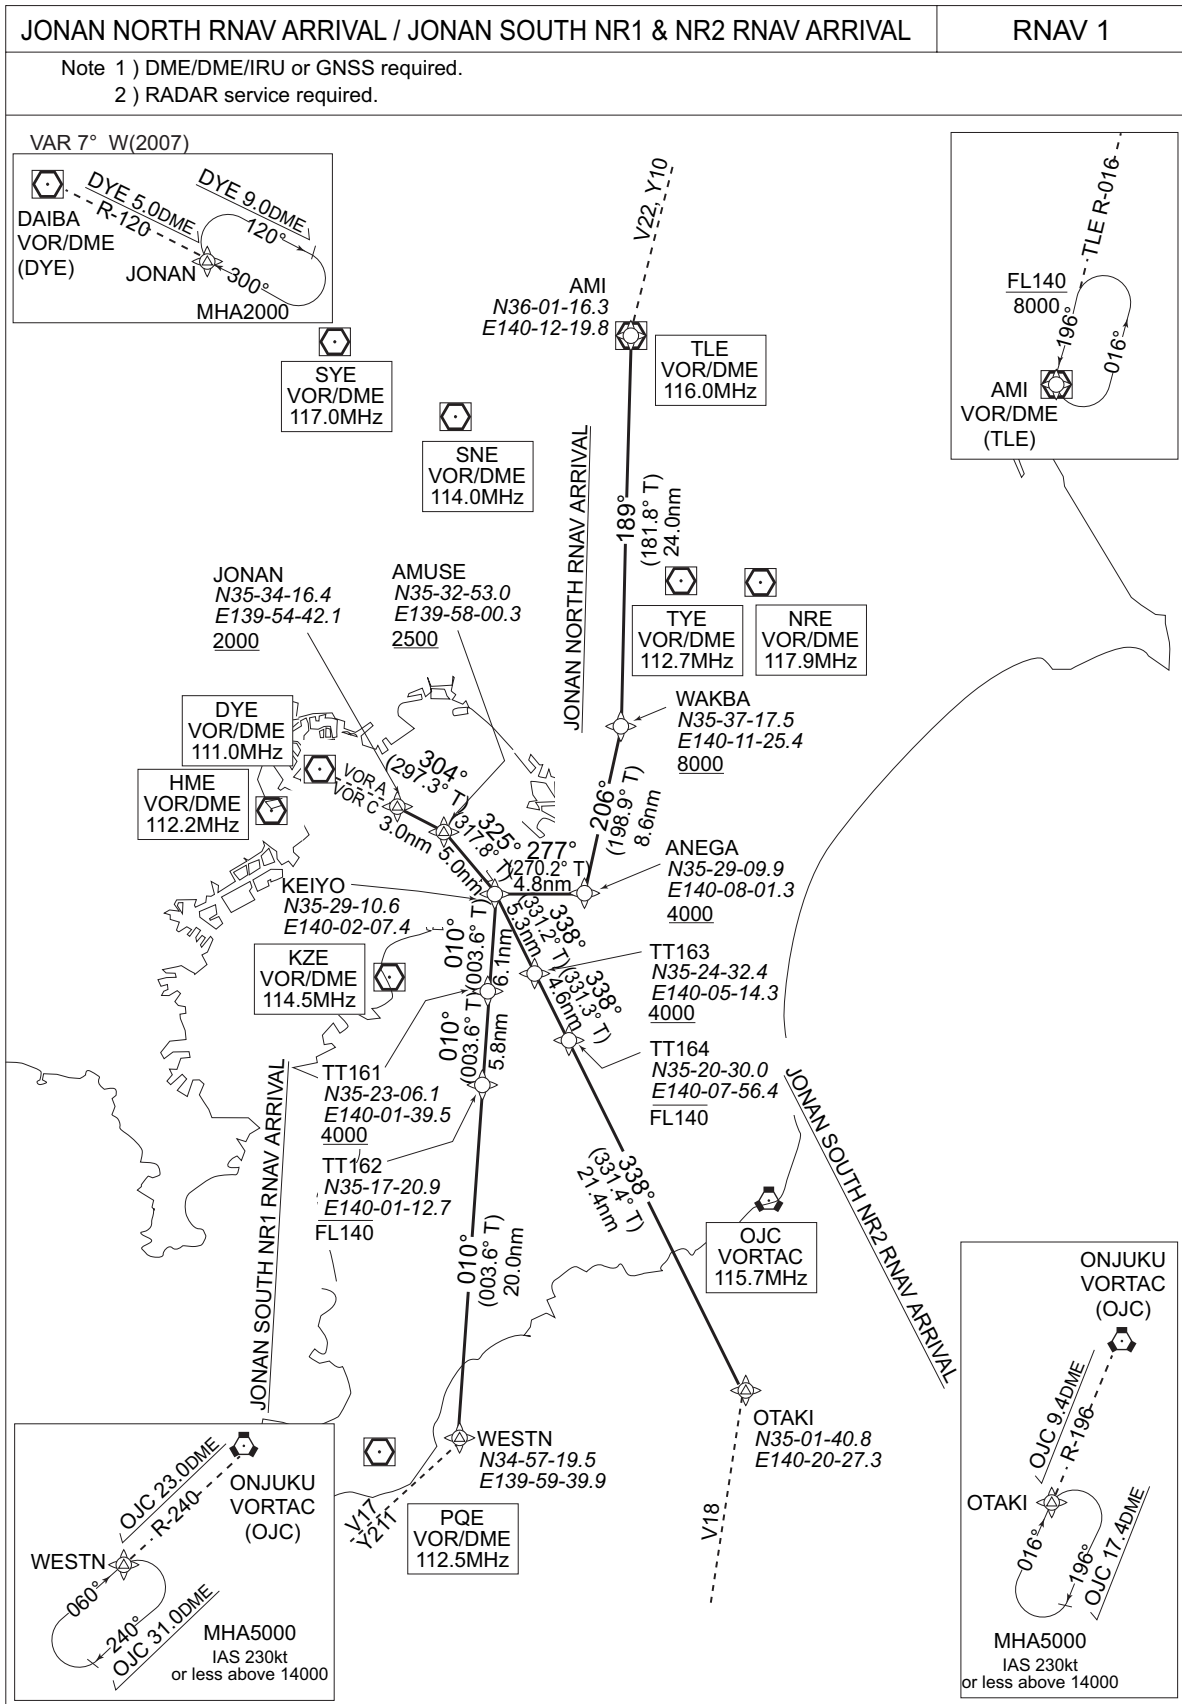 JONAN NORTH RNAV ARRIVAL / JONAN SOUTH NR1 & NR2 RNAV ARRIVAL
RNAV 1
Note 1 ) DME/DME/IRU or GNSS required.
2 ) RADAR service required.
VAR 7° W(2007)
DAIBA
VOR/DME
(DYE)
DYE 5.0DME
R-120
DYE 9.0DME
120°
300°
JONAN
MHA2000
V22, Y10
TLE R-016
FL140
8000
196°
016°
AMI
VOR/DME
(TLE)
AMI
N36-01-16.3
E140-12-19.8
TLE
VOR/DME
116.0MHz
SYE
VOR/DME
117.0MHz
SNE
VOR/DME
114.0MHz
JONAN NORTH RNAV ARRIVAL
189°
(181.8° T)
24.0nm
JONAN
N35-34-16.4
E139-54-42.1
2000
AMUSE
N35-32-53.0
E139-58-00.3
2500
TYE
VOR/DME
112.7MHz
NRE
VOR/DME
117.9MHz
WAKBA
N35-37-17.5
E140-11-25.4
8000
DYE
VOR/DME
111.0MHz
HME
VOR/DME
112.2MHz
VOR A
VOR C
304°
(297.3° T)
3.0nm
325°
(317.8° T)
5.0nm
277°
(270.2° T)
4.8nm
206°
(198.9° T)
8.6nm
ANEGA
N35-29-09.9
E140-08-01.3
4000
KEIYO
N35-29-10.6
E140-02-07.4
KZE
VOR/DME
114.5MHz
010°
(003.6° T)
6.1nm
338°
(331.2° T)
5.3nm
TT163
N35-24-32.4
E140-05-14.3
4000
338°
(331.3° T)
4.6nm
TT164
N35-20-30.0
E140-07-56.4
FL140
010°
(003.6° T)
5.8nm
TT161
N35-23-06.1
E140-01-39.5
4000
TT162
N35-17-20.9
E140-01-12.7
FL140
JONAN SOUTH NR1 RNAV ARRIVAL
JONAN SOUTH NR2 RNAV ARRIVAL
010°
(003.6° T)
20.0nm
338°
(331.4° T)
21.4nm
OJC
VORTAC
115.7MHz
WESTN
N34-57-19.5
E139-59-39.9
OTAKI
N35-01-40.8
E140-20-27.3
V17
Y211
V18
PQE
VOR/DME
112.5MHz
OJC 23.0DME
R-240
ONJUKU
VORTAC
(OJC)
WESTN
060°
240°
OJC 31.0DME
MHA5000
IAS 230kt
or less above 14000
ONJUKU
VORTAC
(OJC)
OJC 9.4DME
R-196
OTAKI
016°
196°
OJC 17.4DME
MHA5000
IAS 230kt
or less above 14000